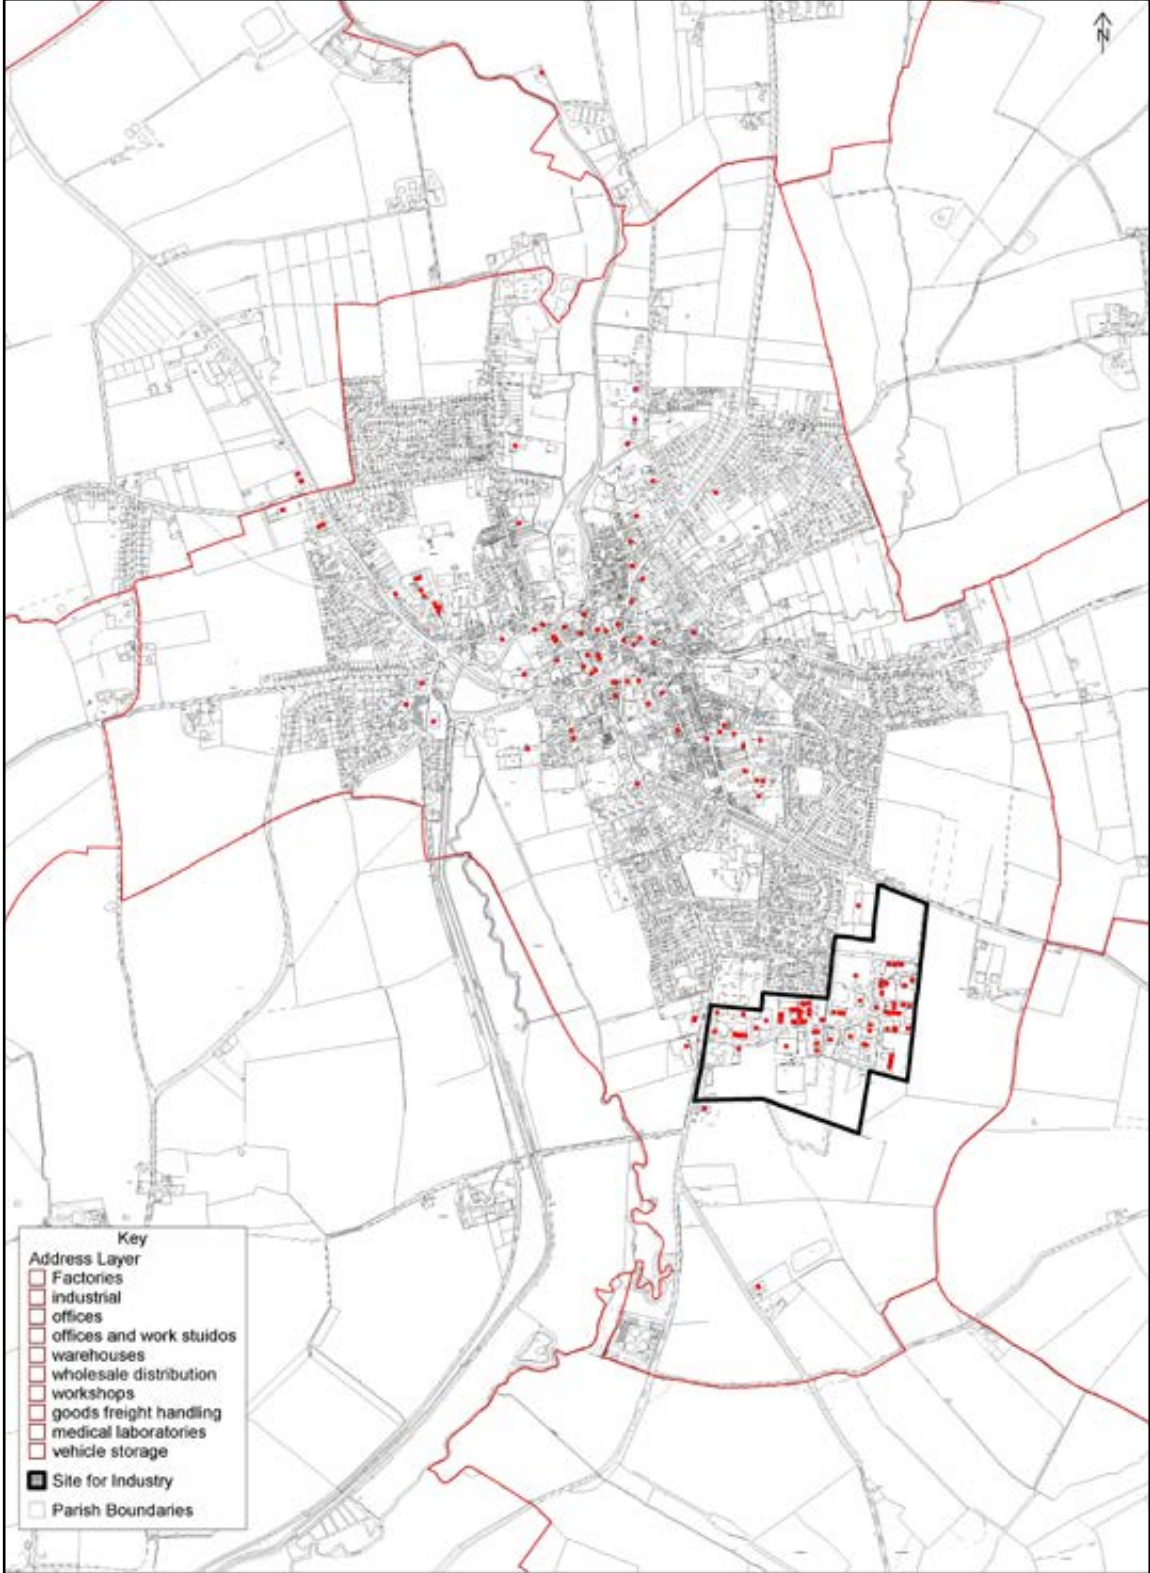 N
Key
Address Layer
Factories
industrial
offices
offices and work stuidos
warehouses
wholesale distribution
workshops
goods freight handling
medical laboratories
vehicle storage
Site for Industry
Parish Boundaries